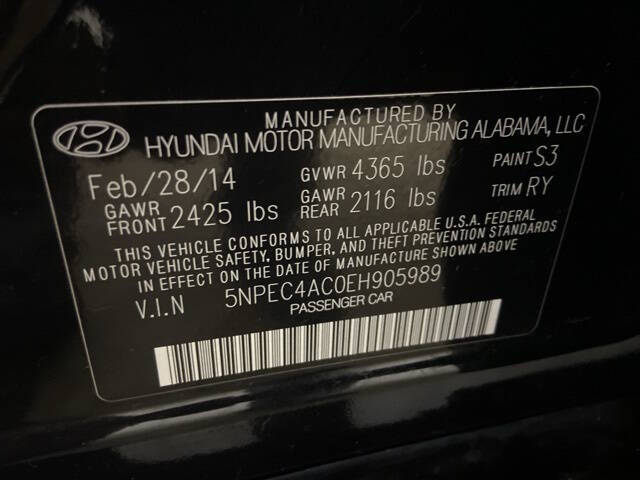 MANUFACTURED BY
HYUNDAI MOTOR MANUFACTURING ALABAMA, LLC
Feb/28/14 GVWR 4365 lbs PAINT S3
GAWR FRONT 2425 lbs GAWR REAR 2116 lbs TRIM RY
THIS VEHICLE CONFORMS TO ALL APPLICABLE U.S.A. FEDERAL
MOTOR VEHICLE SAFETY, BUMPER, AND THEFT PREVENTION STANDARDS
IN EFFECT ON THE DATE OF MANUFACTURE SHOWN ABOVE
V.I.N 5NPEC4AC0EH905989
PASSENGER CAR